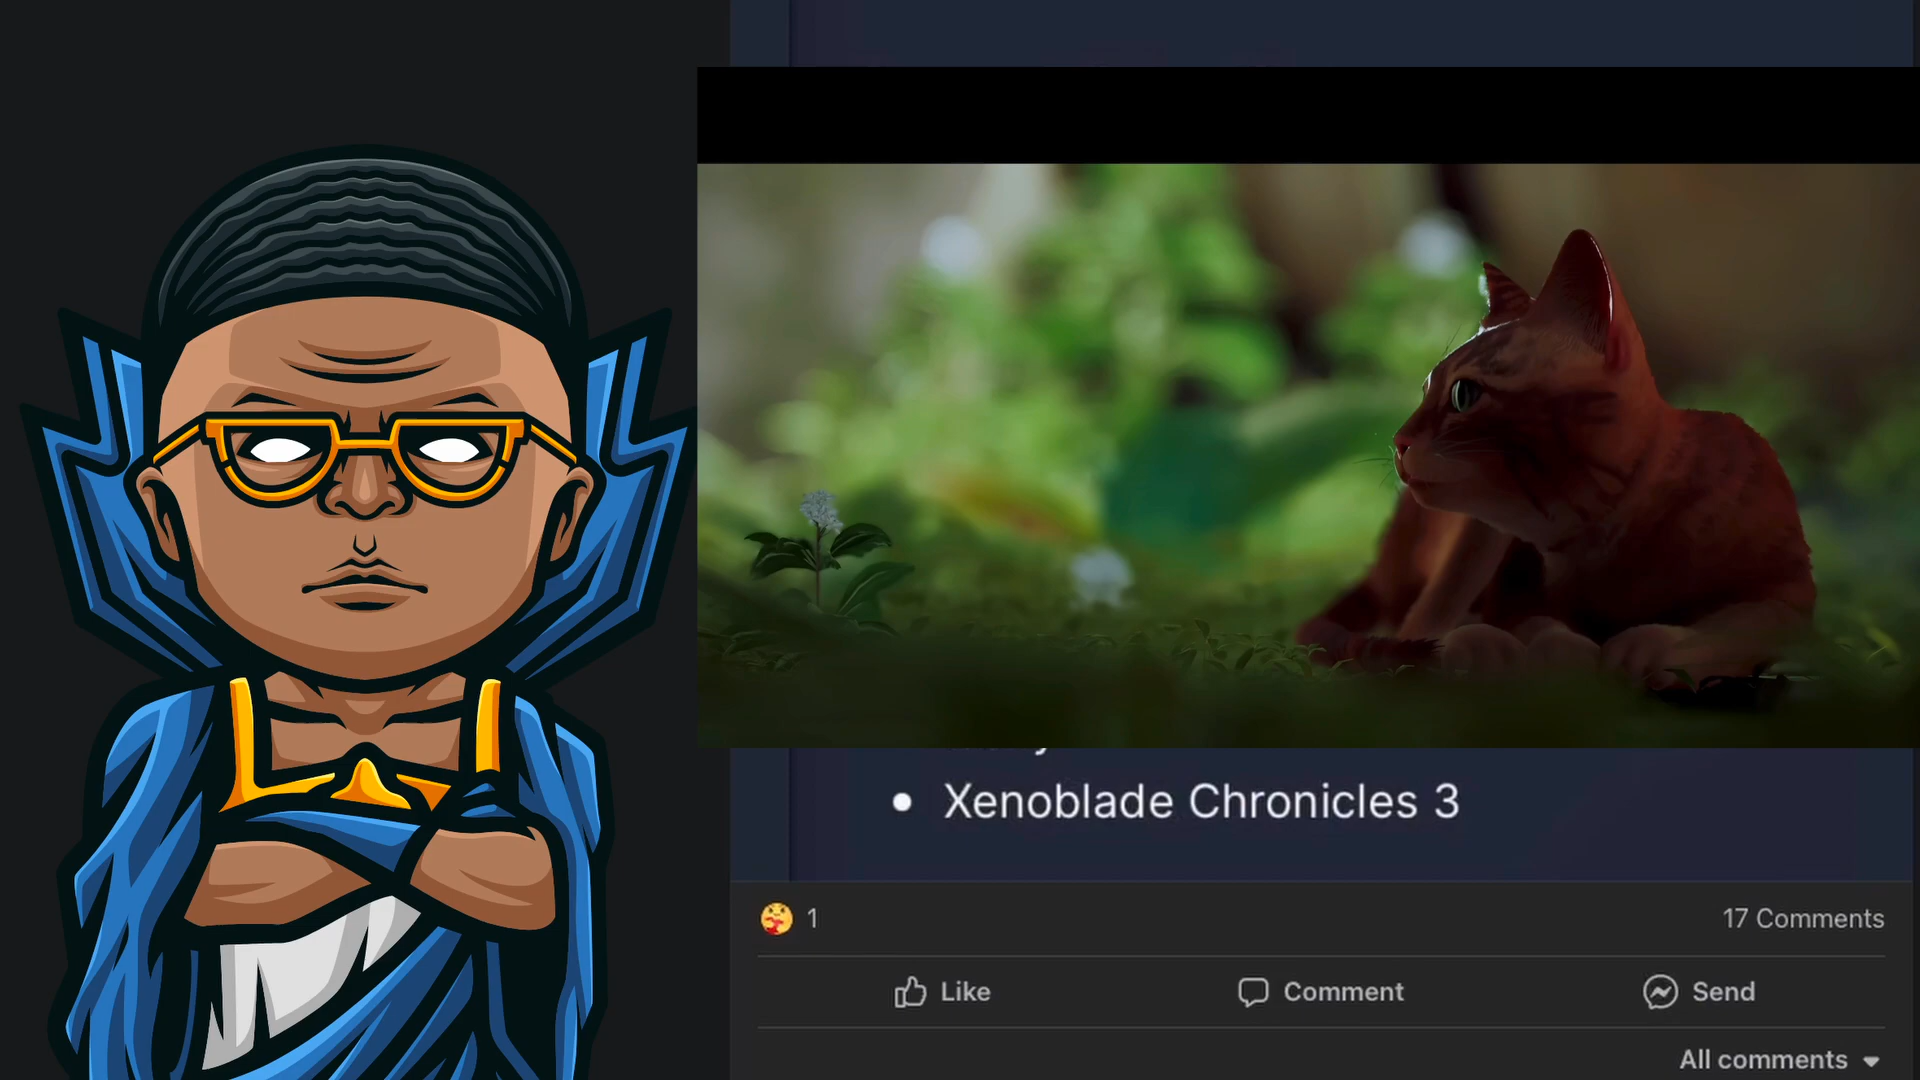 • Xenoblade Chronicles 3
1
17 Comments
Like
Comment
Send
All comments